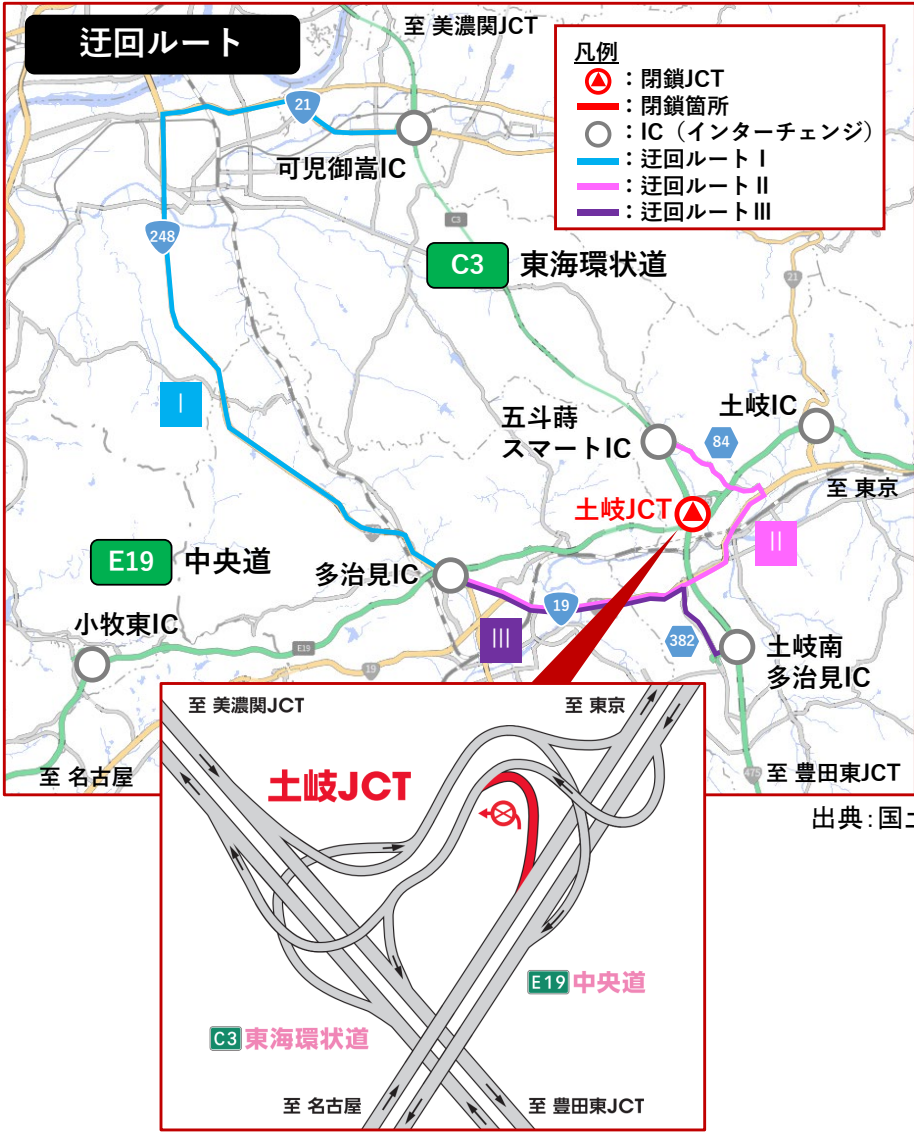 迂回ルート
至 美濃関JCT
凡例
：閉鎖JCT
：閉鎖箇所
：IC（インターチェンジ）
：迂回ルートⅠ
：迂回ルートⅡ
：迂回ルートⅢ
21
可児御嵩IC
248
C3
C3 東海環状道
21
Ⅰ
五斗蒔
スマートIC
84
土岐IC
至 東京
土岐JCT
Ⅱ
E19 中央道
多治見IC
19
小牧東IC
E19
19
Ⅲ
382
土岐南
多治見IC
至 名古屋
475
至 豊田東JCT
出典：国土
至 美濃関JCT
至 東京
土岐JCT
E19 中央道
C3 東海環状道
至 名古屋
至 豊田東JCT